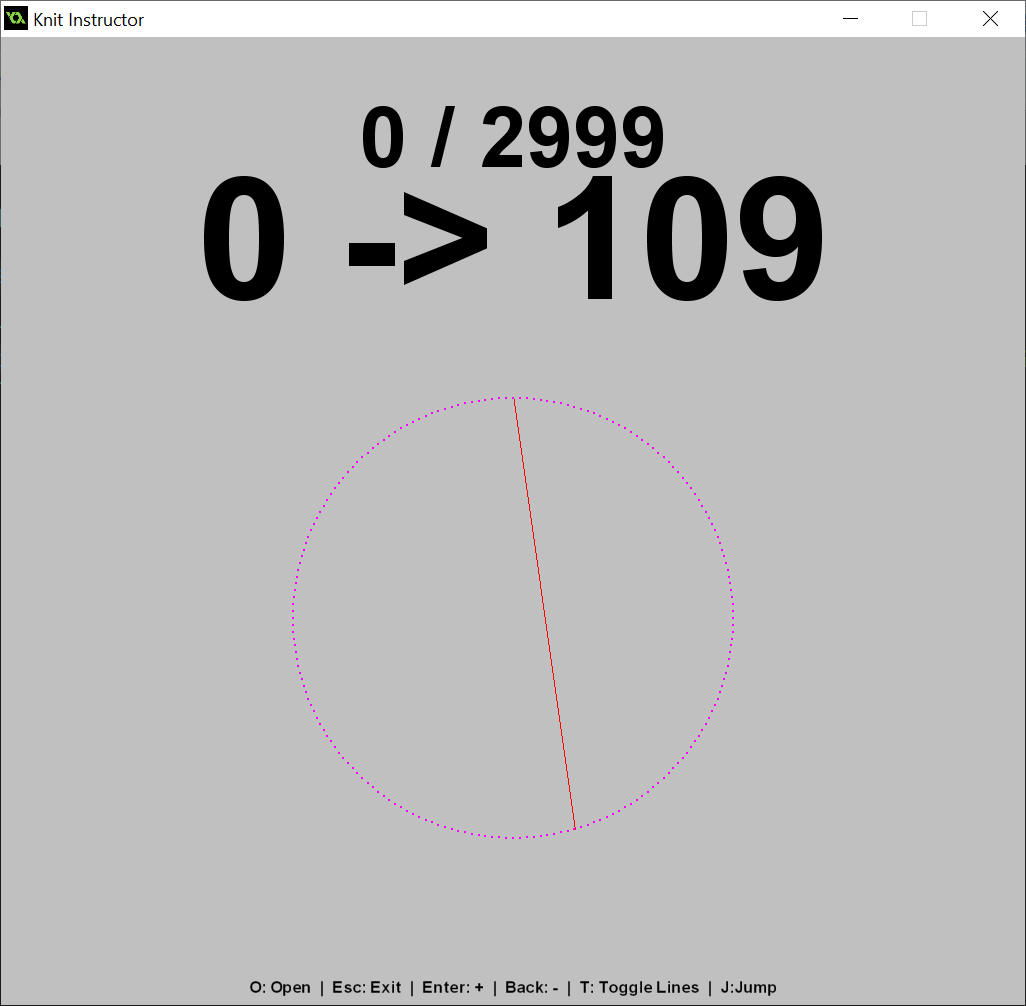 Knit Instructor
0 / 2999
0 -> 109
O: Open | Esc: Exit | Enter: + | Back: - | T: Toggle Lines | J:Jump